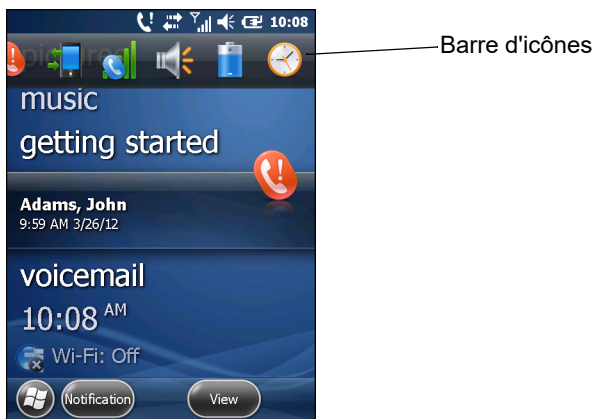 10:08
pictures
Barre d'icônes
music
getting started
Adams, John
9:59 AM 3/26/12
voicemail
10:08 AM
Wi-Fi: Off
Notification
View